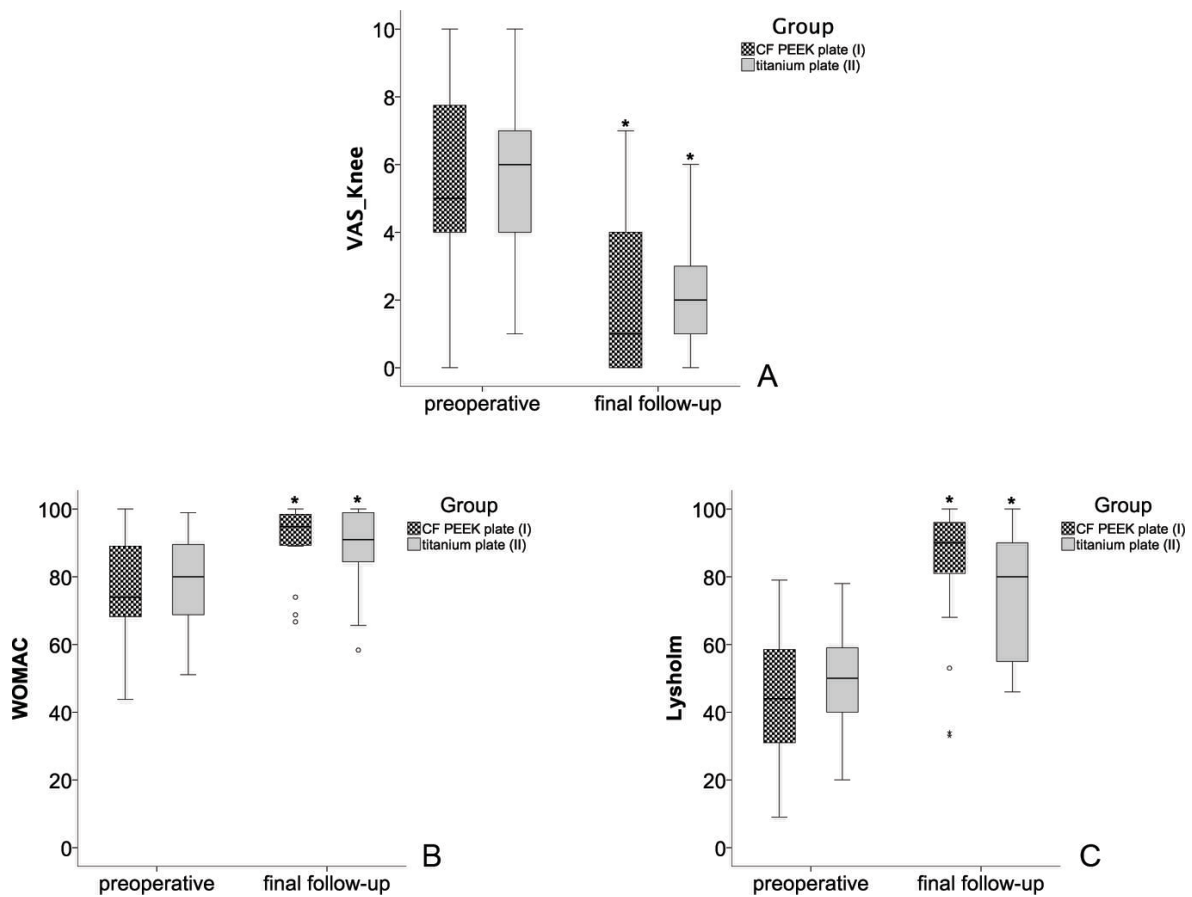 Group
CF PEEK plate (I)
titanium plate (II)
10
8
6
4
2
0
VAS_Knee
*
*
preoperative
final follow-up
A
Group
CF PEEK plate (I)
titanium plate (II)
100
80
60
40
20
0
WOMAC
*
*
preoperative
final follow-up
B
Group
CF PEEK plate (I)
titanium plate (II)
100
80
60
40
20
0
Lysholm
*
*
preoperative
final follow-up
C